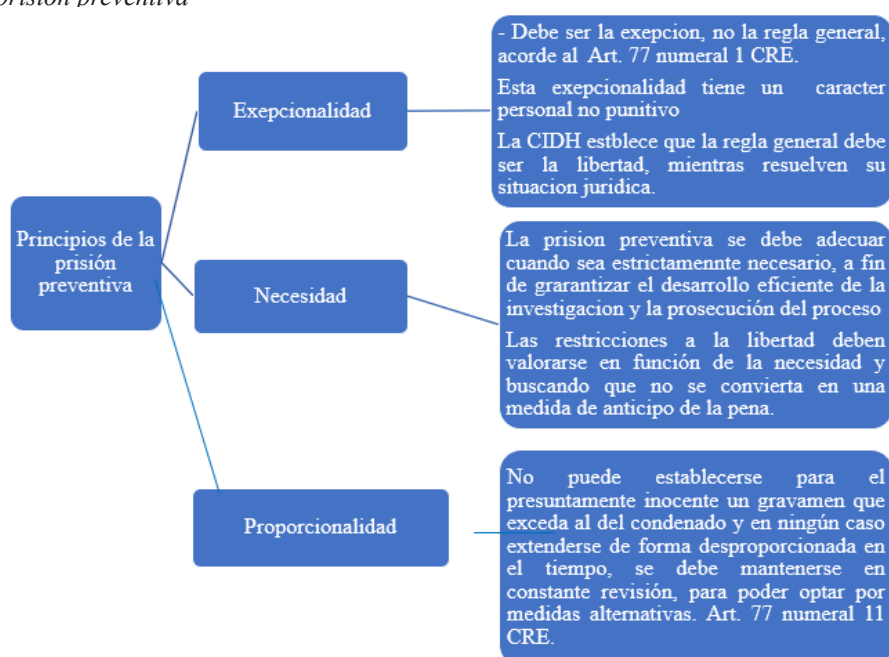 prisión preventiva
Principios de la
prisión
preventiva
Exepcionalidad
- Debe ser la exepcion, no la regla general,
acorde al Art. 77 numeral 1 CRE.
Esta exepcionalidad tiene un caracter
personal no punitivo
La CIDH estblece que la regla general debe
ser la libertad, mientras resuelven su
situacion juridica.
Necesidad
La prision preventiva se debe adecuar
cuando sea estrictamennte necesario, a fin
de grarantizar el desarrollo eficiente de la
investigacion y la prosecución del proceso
Las restricciones a la libertad deben
valorarse en función de la necesidad y
buscando que no se convierta en una
medida de anticipo de la pena.
Proporcionalidad
No puede establecerse para el
presuntamente inocente un gravamen que
exceda al del condenado y en ningún caso
extenderse de forma desproporcionada en
el tiempo, se debe mantenerse en
constante revisión, para poder optar por
medidas alternativas. Art. 77 numeral 11
CRE.